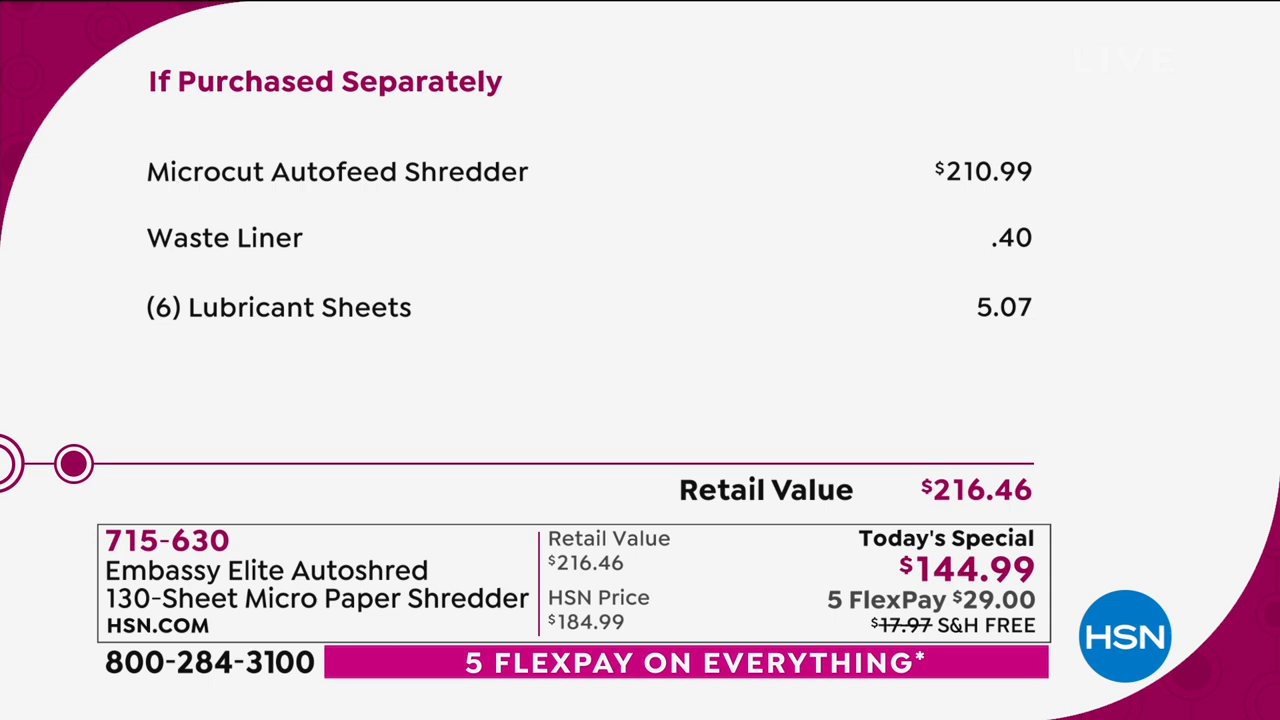 LIVE
If Purchased Separately
Microcut Autofeed Shredder $210.99
Waste Liner .40
(6) Lubricant Sheets 5.07
Retail Value $216.46
715-630
Embassy Elite Autoshred
130-Sheet Micro Paper Shredder
HSN.COM
Retail Value
$216.46
HSN Price
$184.99
Today's Special
$144.99
5 FlexPay $29.00
$17.97 S&H FREE
HSN
800-284-3100 5 FLEXPAY ON EVERYTHING*